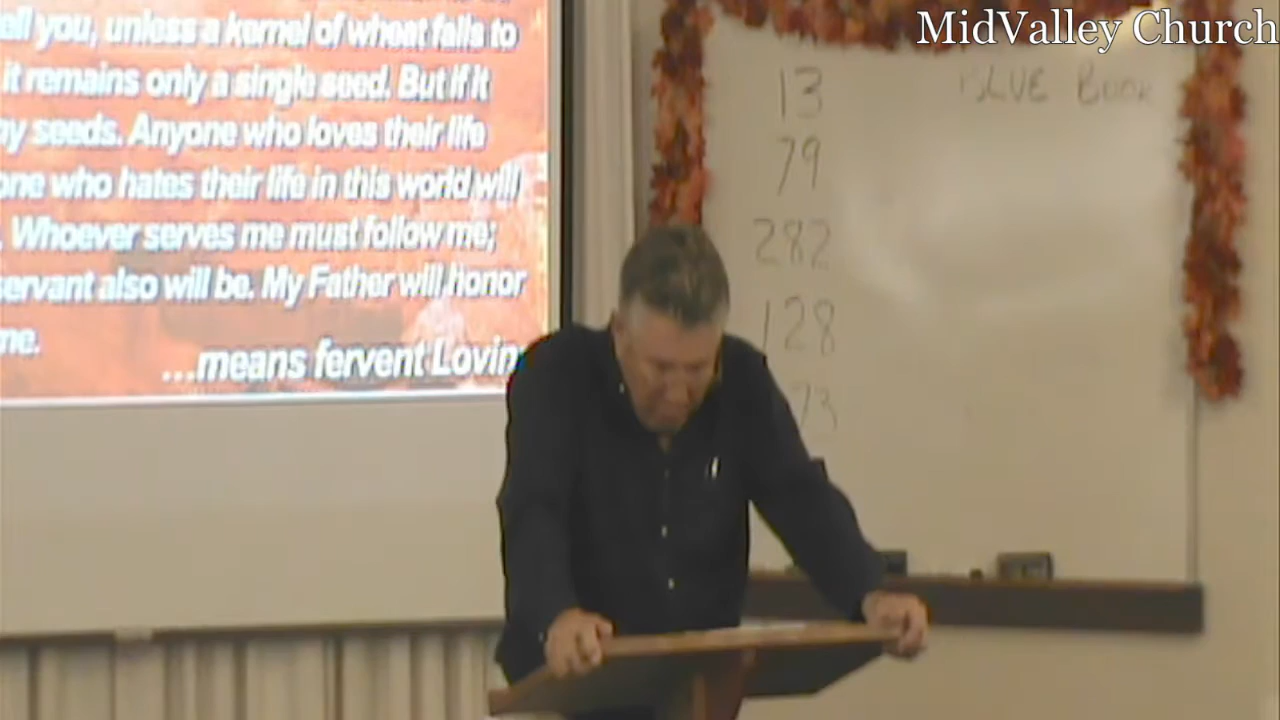 ell you, unless a kernel of wheat falls to
it remains only a single seed. But if it
ny seeds. Anyone who loves their life
one who hates their life in this world will
. Whoever serves me must follow me;
servant also will be. My Father will honor
me.
...means fervent Lovin
MidValley Church
BLUE Book
13
79
282
128
73